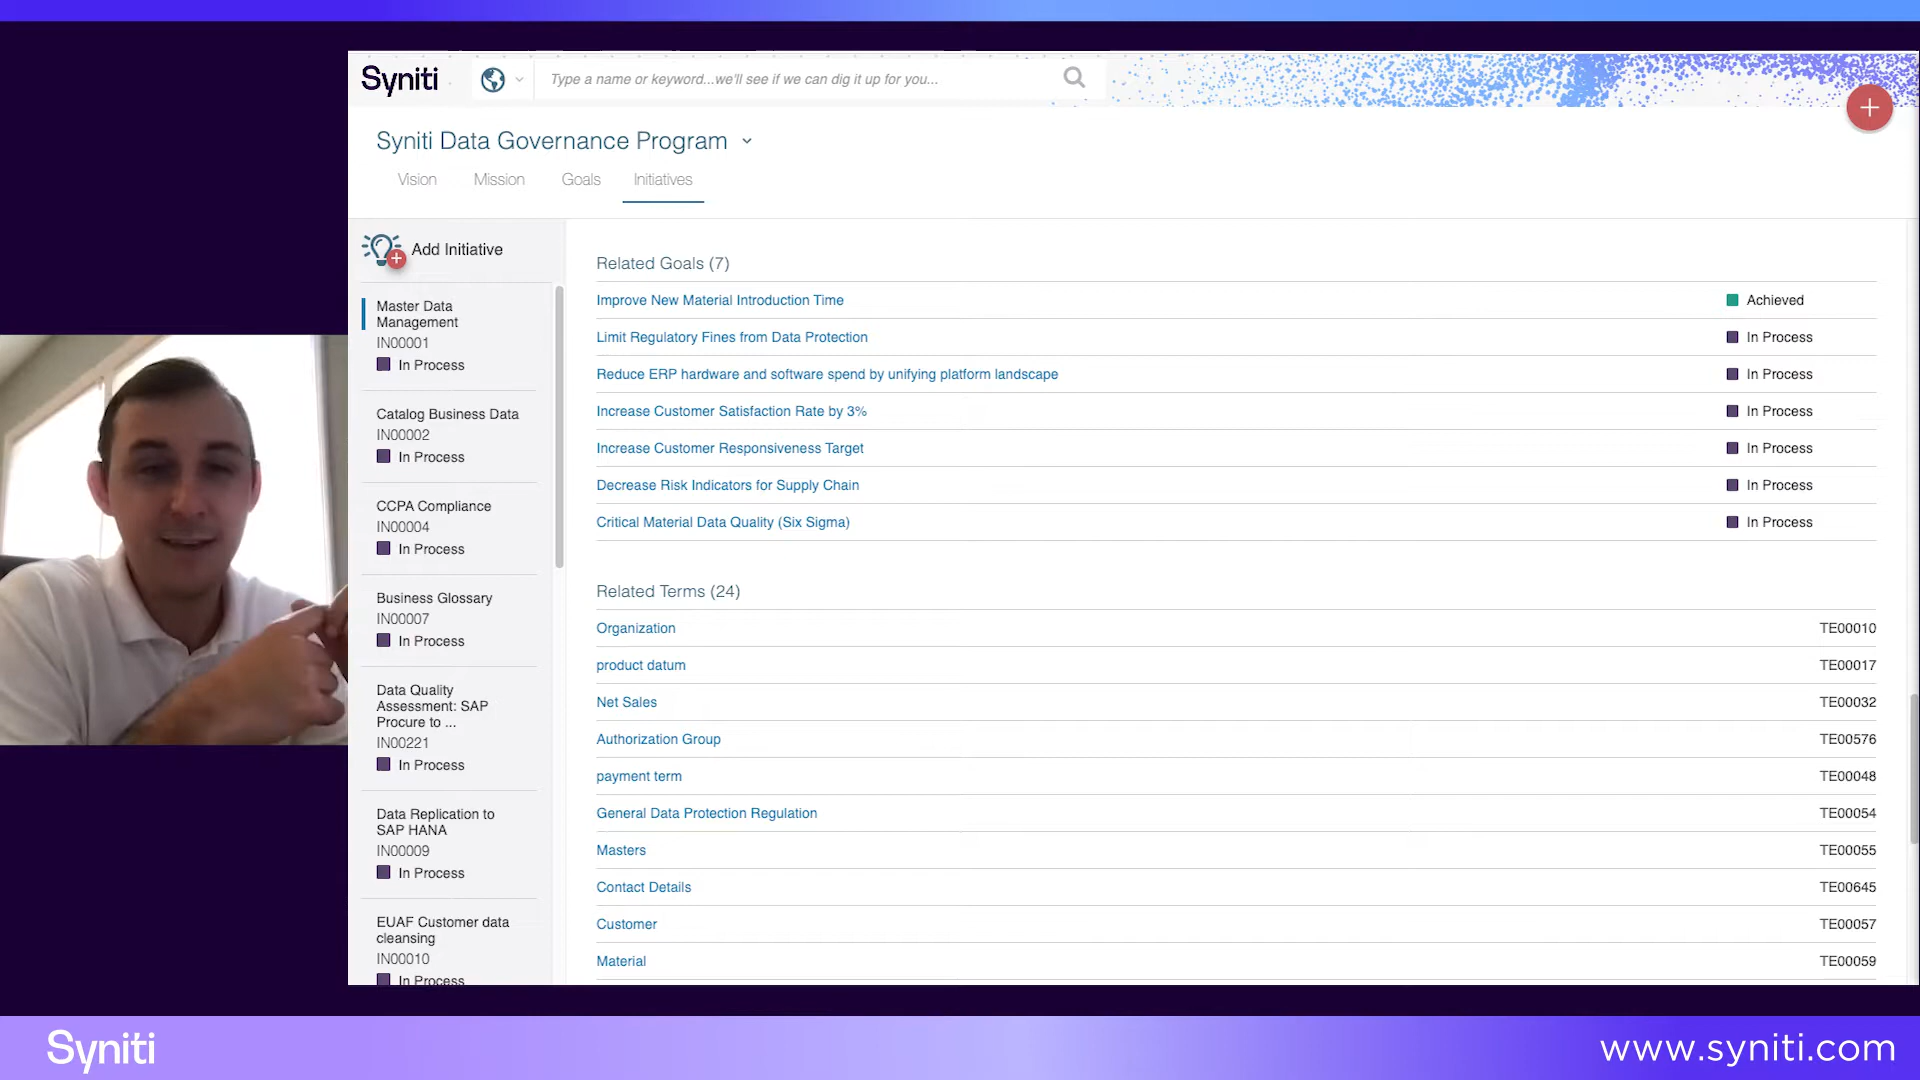 Syniti
Type a name or keyword...we'll see if we can dig it up for you...
Syniti Data Governance Program
Vision
Mission
Goals
Initiatives
Add Initiative
Master Data
Management
IN00001
In Process
Catalog Business Data
IN00002
In Process
CCPA Compliance
IN00004
In Process
Business Glossary
IN00007
In Process
Data Quality
Assessment: SAP
Procure to ...
IN00221
In Process
Data Replication to
SAP HANA
IN00009
In Process
EUAF Customer data
cleansing
IN00010
In Process
Related Goals (7)
Improve New Material Introduction Time Achieved
Limit Regulatory Fines from Data Protection In Process
Reduce ERP hardware and software spend by unifying platform landscape In Process
Increase Customer Satisfaction Rate by 3% In Process
Increase Customer Responsiveness Target In Process
Decrease Risk Indicators for Supply Chain In Process
Critical Material Data Quality (Six Sigma) In Process
Related Terms (24)
Organization TE00010
product datum TE00017
Net Sales TE00032
Authorization Group TE00576
payment term TE00048
General Data Protection Regulation TE00054
Masters TE00055
Contact Details TE00645
Customer TE00057
Material TE00059
Syniti
www.syniti.com